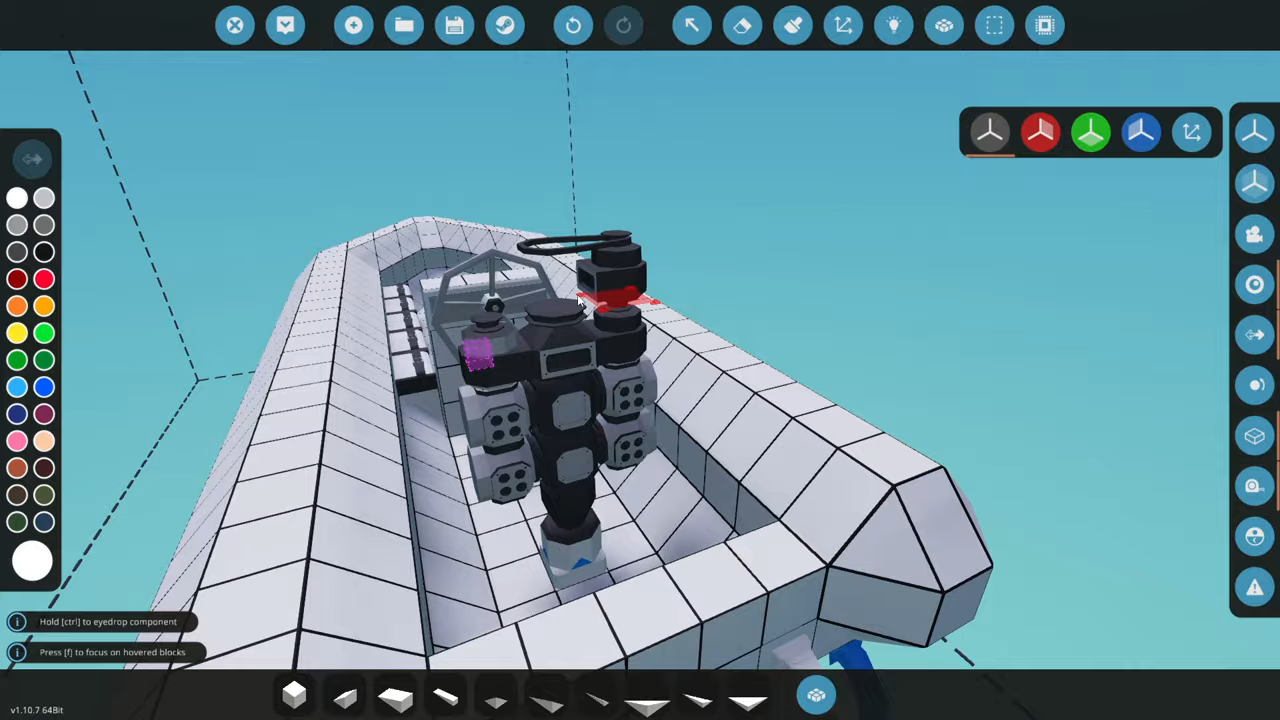 Hold [ctrl] to eyedrop component
Press [f] to focus on hovered blocks
v1.10.7 64Bit